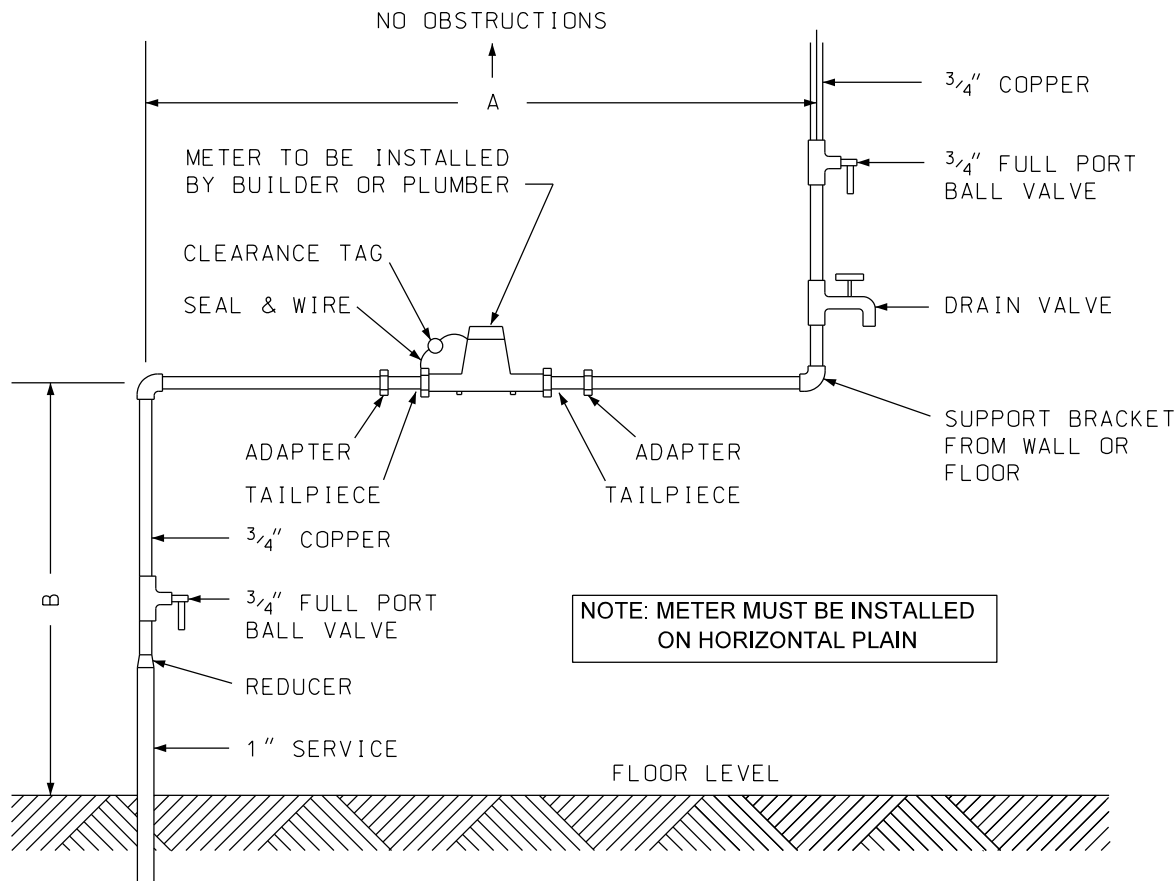 NO OBSTRUCTIONS
A
3/4" COPPER
METER TO BE INSTALLED
BY BUILDER OR PLUMBER
3/4" FULL PORT
BALL VALVE
CLEARANCE TAG
SEAL & WIRE
DRAIN VALVE
ADAPTER
TAILPIECE
ADAPTER
TAILPIECE
SUPPORT BRACKET
FROM WALL OR
FLOOR
3/4" COPPER
B
3/4" FULL PORT
BALL VALVE
NOTE: METER MUST BE INSTALLED
ON HORIZONTAL PLAIN
REDUCER
1" SERVICE
FLOOR LEVEL